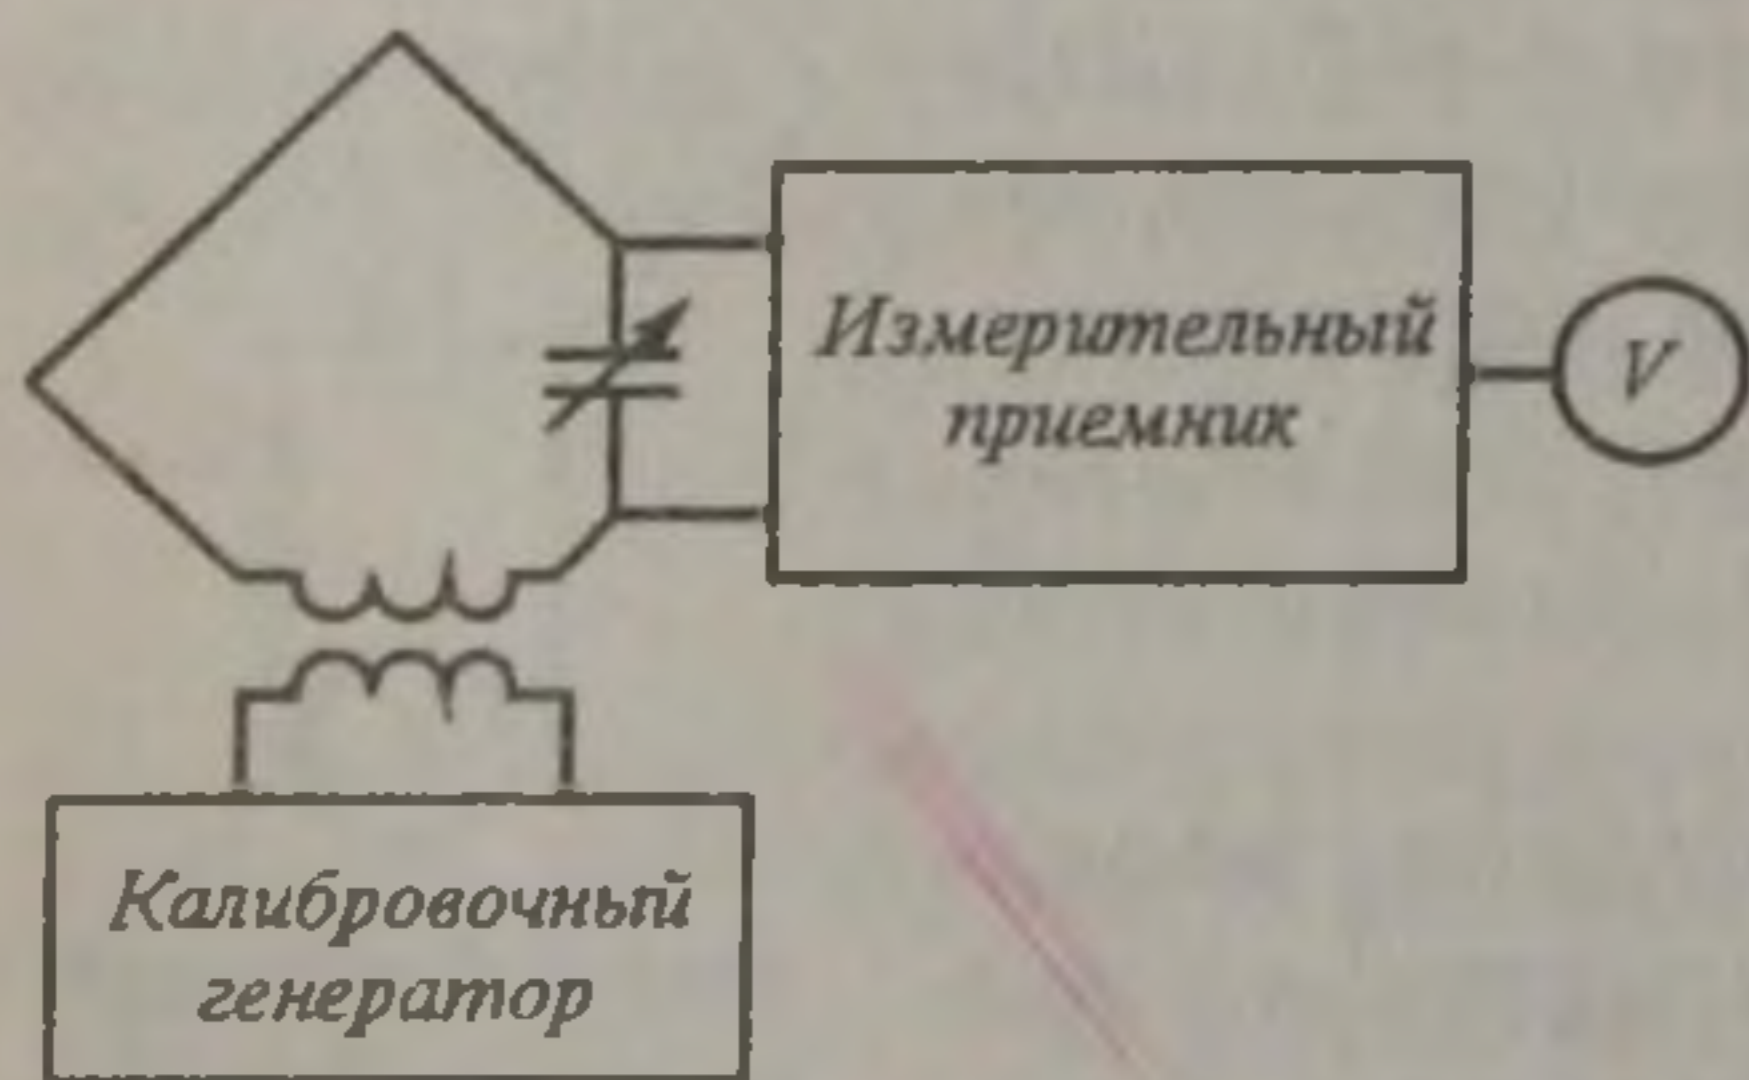 Измерительный
приемник
V
Калибровочный
генератор